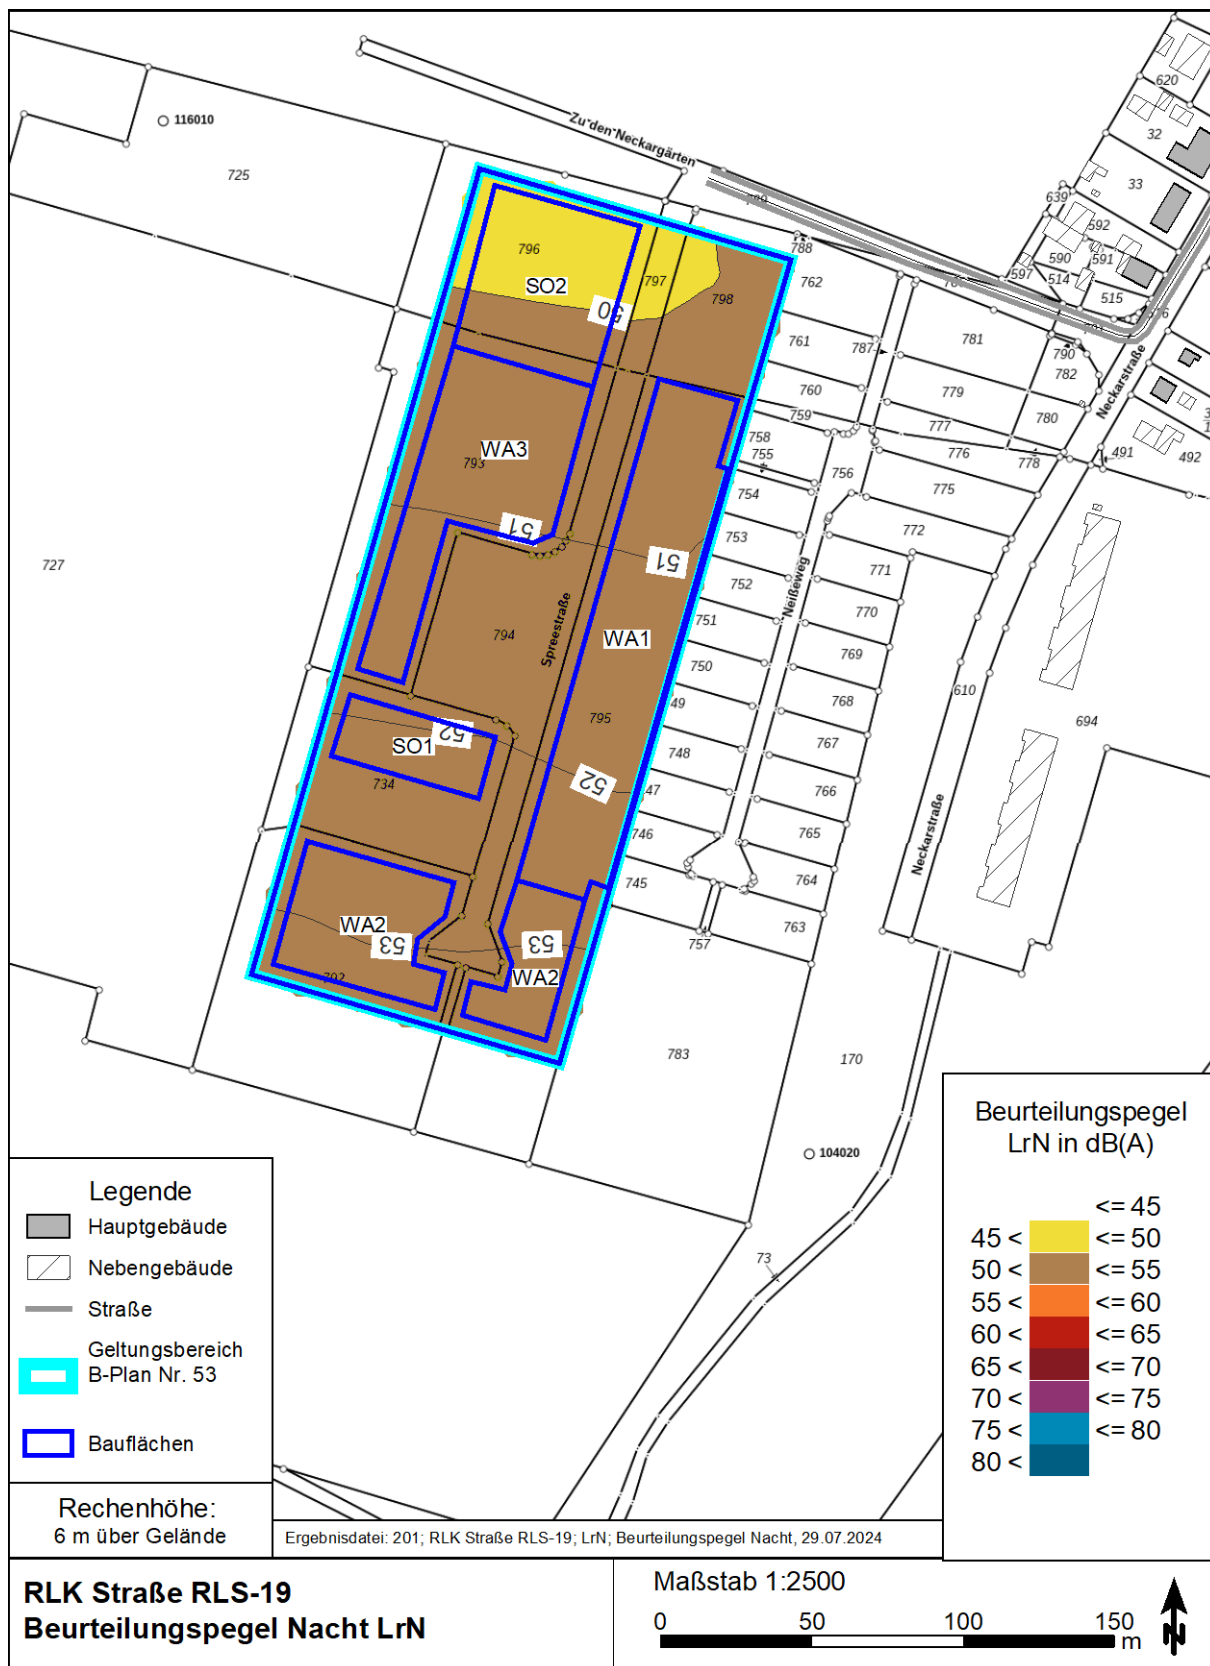 Zu den Neckargärten
116010
725
620
32
33
639
592
590
591
597
514
515
516
788
762
796
797
798
SO2
50
761
787
781
790
782
760
779
780
759
777
758
755
776
778
491
492
756
754
775
WA3
793
51
51
753
772
727
752
771
Neißeweg
Neckarstraße
751
770
794
Spreestraße
WA1
750
769
610
49
768
795
694
52
SO1
748
767
734
52
47
766
746
765
Neckarstraße
745
764
WA2
53
53
763
757
792
WA2
783
170
104020
73
Beurteilungspegel
LrN in dB(A)
<= 45
45 < <= 50
50 < <= 55
55 < <= 60
60 < <= 65
65 < <= 70
70 < <= 75
75 < <= 80
80 <
Legende
Hauptgebäude
Nebengebäude
Straße
Geltungsbereich
B-Plan Nr. 53
Bauflächen
Rechenhöhe:
6 m über Gelände
Ergebnisdatei: 201; RLK Straße RLS-19; LrN; Beurteilungspegel Nacht, 29.07.2024
RLK Straße RLS-19
Beurteilungspegel Nacht LrN
Maßstab 1:2500
0 50 100 150
m
N